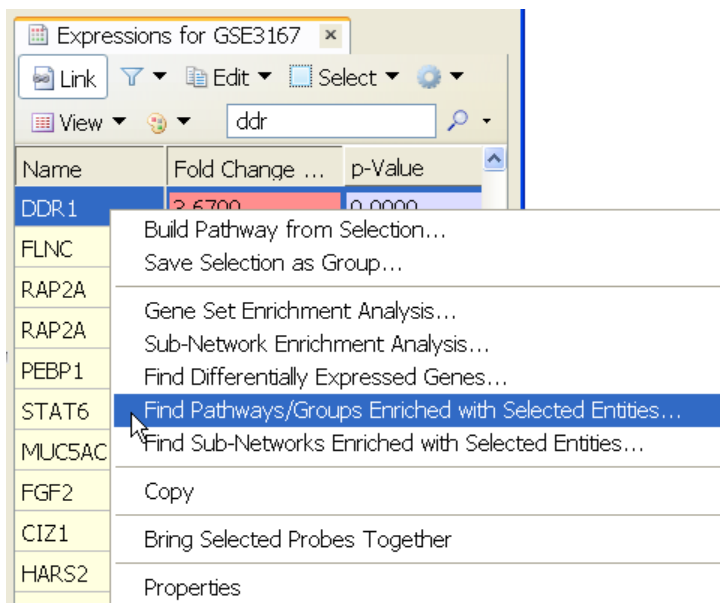 Expressions for GSE3167 ×
Link Edit Select
View ddr
Name Fold Change ... p-Value
DDR1 3.6700 0.0000
Build Pathway from Selection...
FLNC
Save Selection as Group...
RAP2A
Gene Set Enrichment Analysis...
RAP2A
Sub-Network Enrichment Analysis...
PEBP1
Find Differentially Expressed Genes...
STAT6
Find Pathways/Groups Enriched with Selected Entities...
MUC5AC
Find Sub-Networks Enriched with Selected Entities...
FGF2
Copy
CIZ1
Bring Selected Probes Together
HARS2
Properties